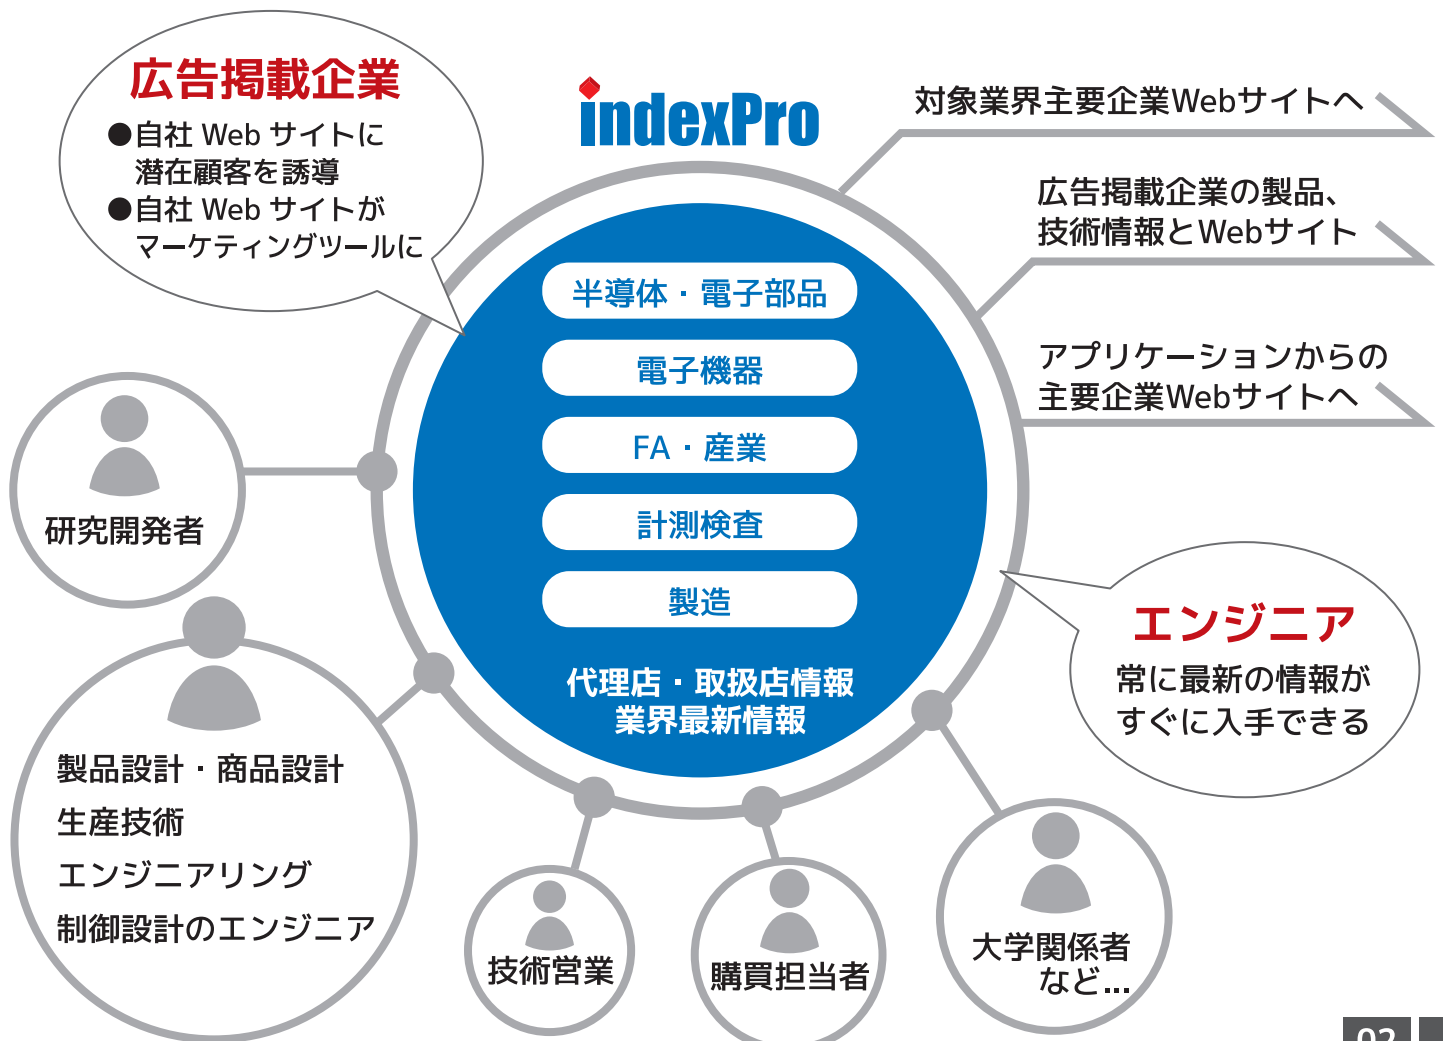 広告掲載企業
●自社 Web サイトに
潜在顧客を誘導
●自社 Web サイトが
マーケティングツールに
indexPro
対象業界主要企業Webサイトへ
広告掲載企業の製品、
技術情報とWebサイト
アプリケーションからの
主要企業Webサイトへ
半導体・電子部品
電子機器
FA・産業
計測検査
製造
代理店・取扱店情報
業界最新情報
エンジニア
常に最新の情報が
すぐに入手できる
研究開発者
製品設計・商品設計
生産技術
エンジニアリング
制御設計のエンジニア
技術営業
購買担当者
大学関係者
など...
02